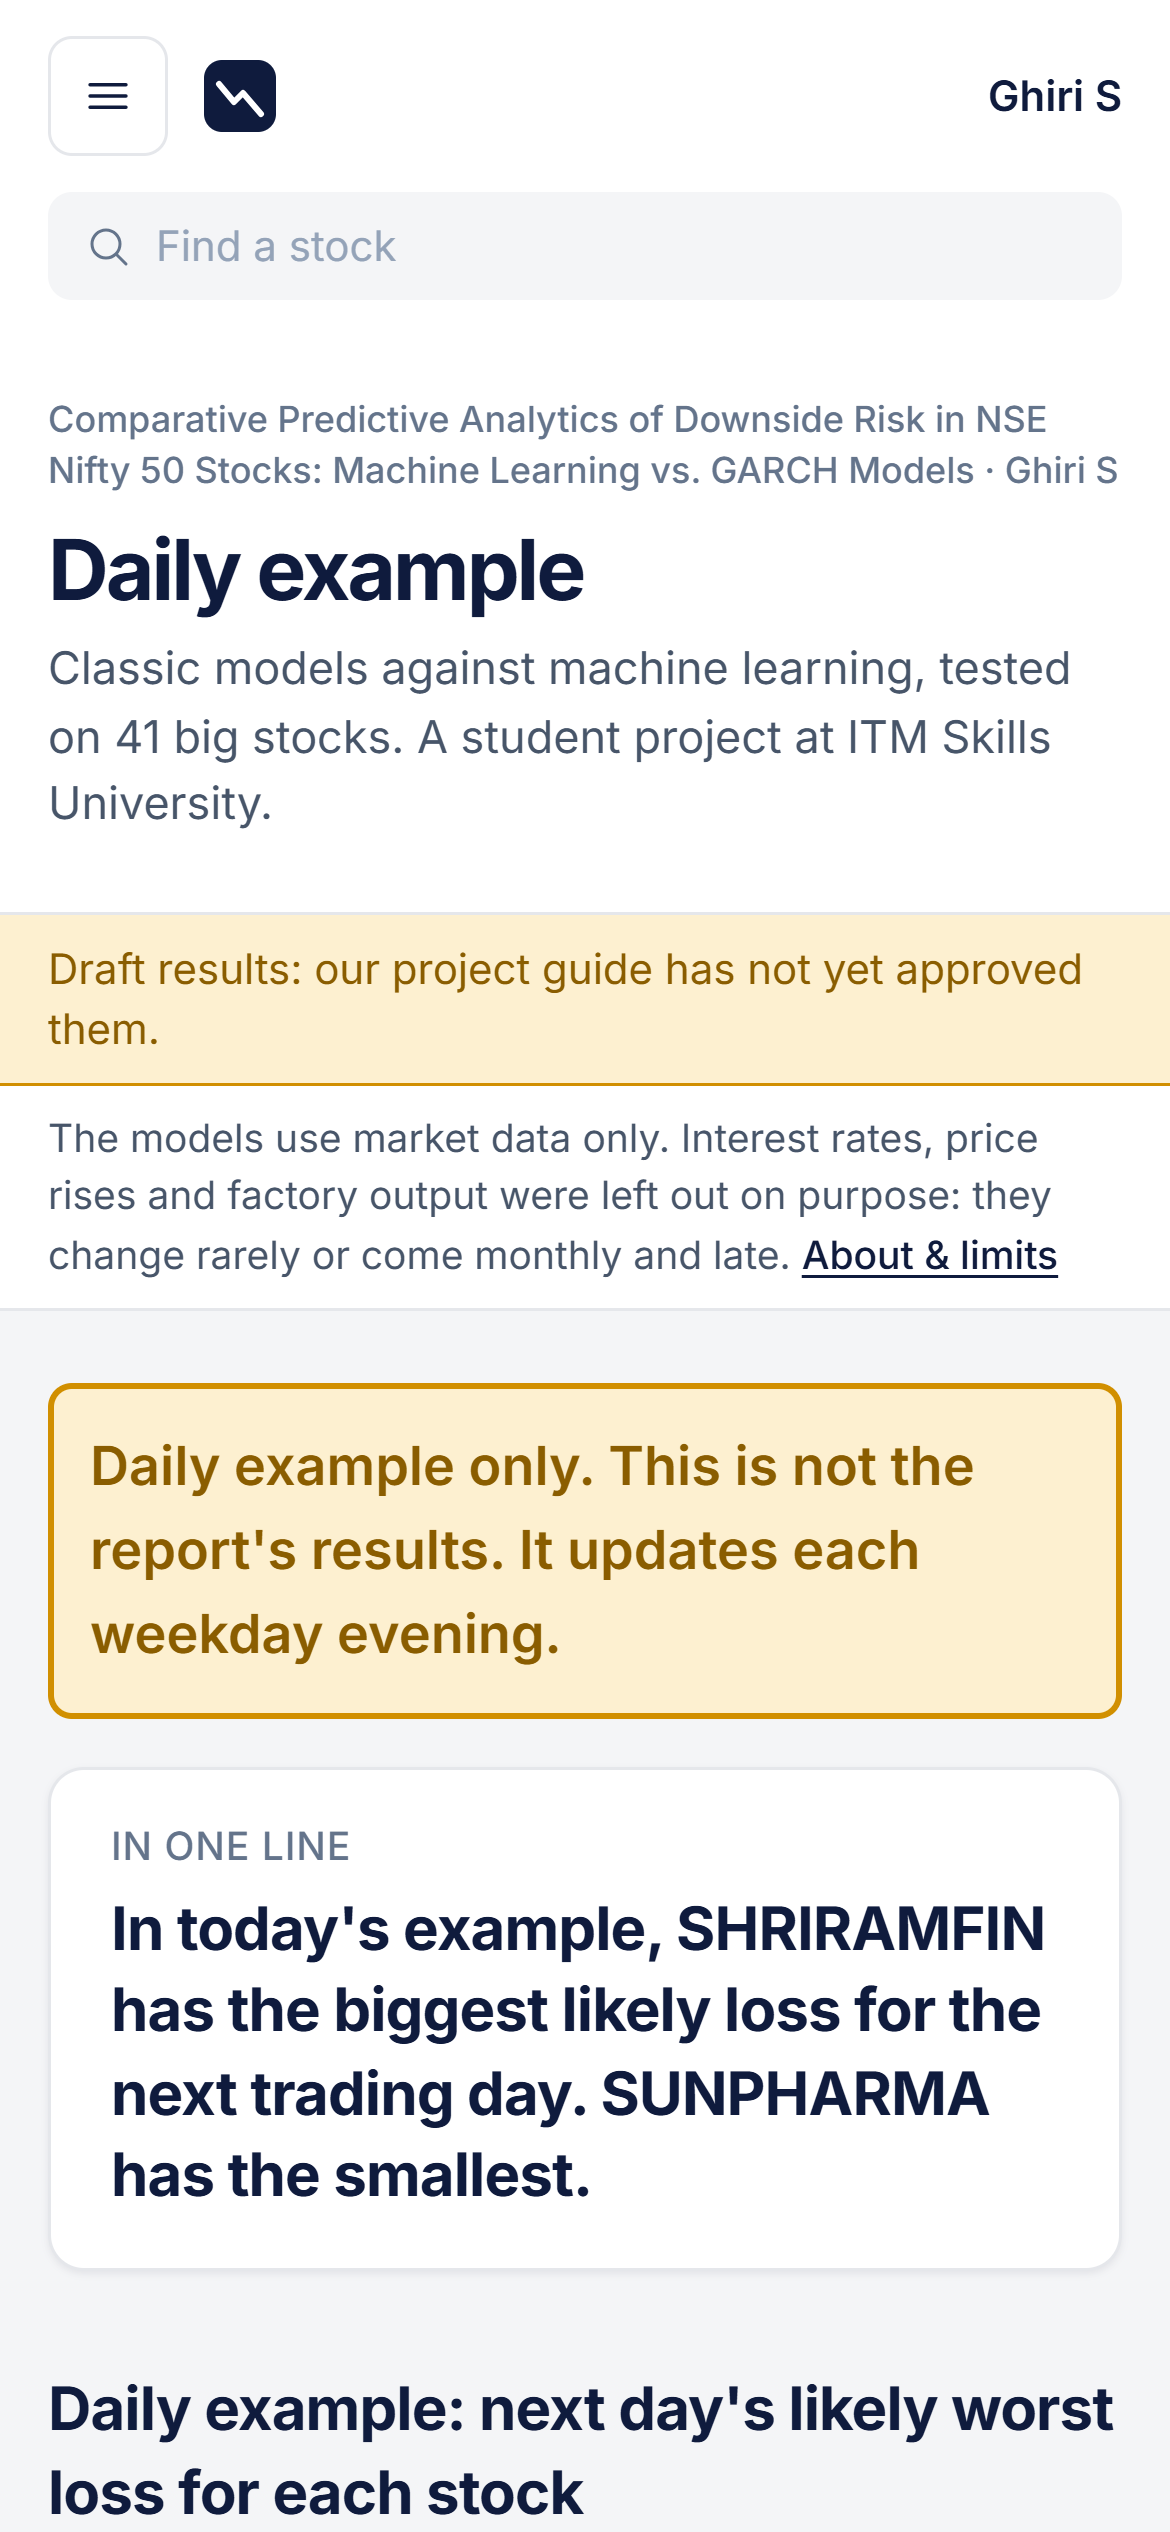 Ghiri S
Find a stock
Comparative Predictive Analytics of Downside Risk in NSE
Nifty 50 Stocks: Machine Learning vs. GARCH Models · Ghiri S
Daily example
Classic models against machine learning, tested
on 41 big stocks. A student project at ITM Skills
University.
Draft results: our project guide has not yet approved
them.
The models use market data only. Interest rates, price
rises and factory output were left out on purpose: they
change rarely or come monthly and late. About & limits
Daily example only. This is not the
report's results. It updates each
weekday evening.
IN ONE LINE
In today's example, SHRIRAMFIN
has the biggest likely loss for the
next trading day. SUNPHARMA
has the smallest.
Daily example: next day's likely worst
loss for each stock